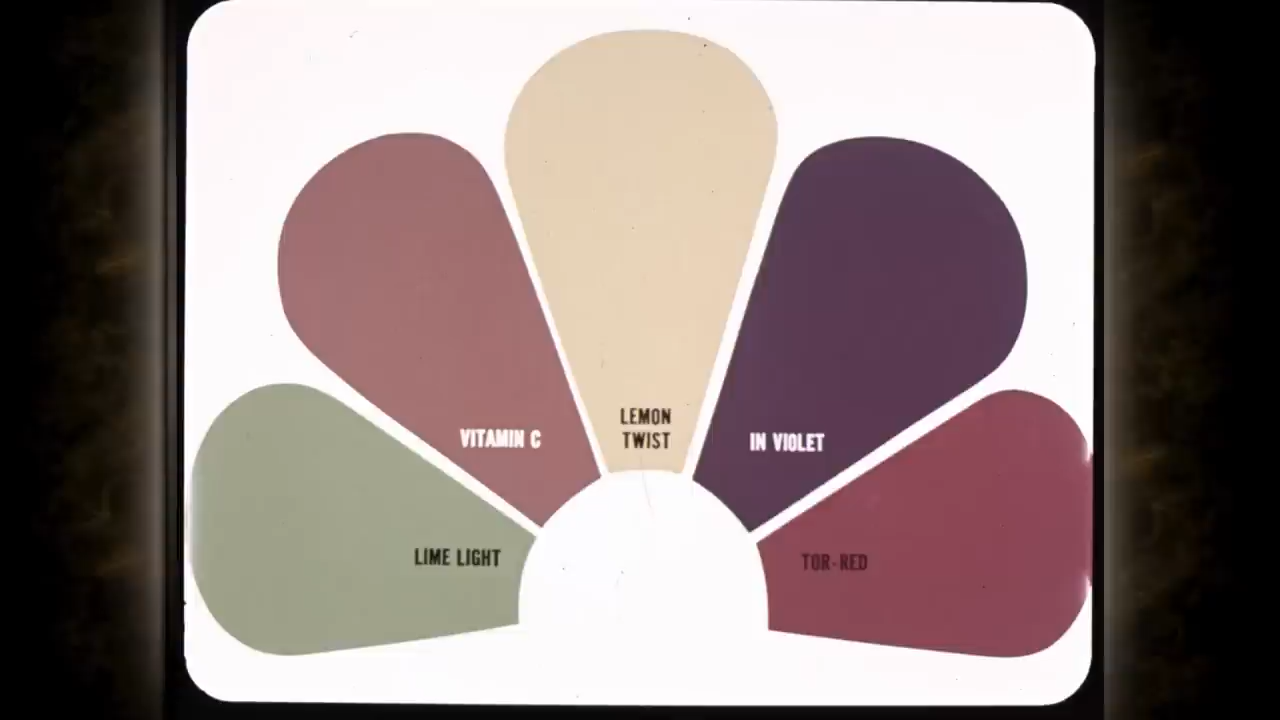 LIME LIGHT
VITAMIN C
LEMON
TWIST
IN VIOLET
TOR-RED